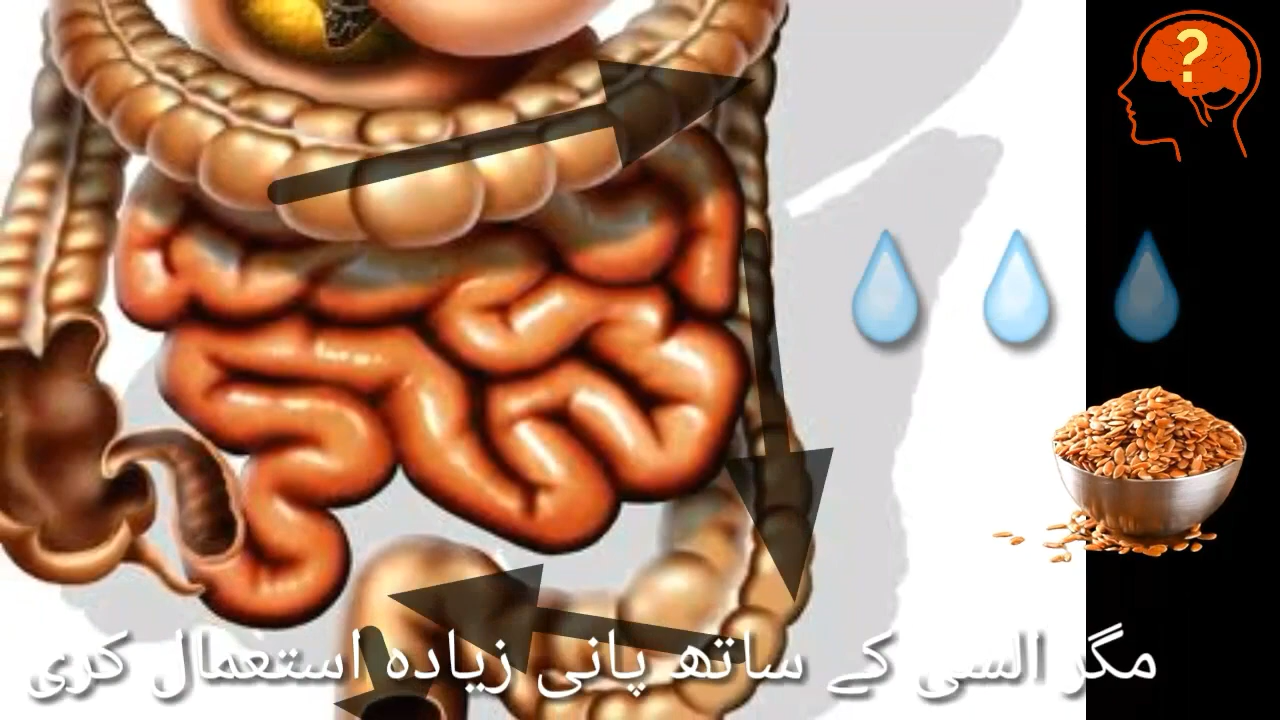 ?
مگر السی کے ساتھ پانی زیادہ استعمال کری